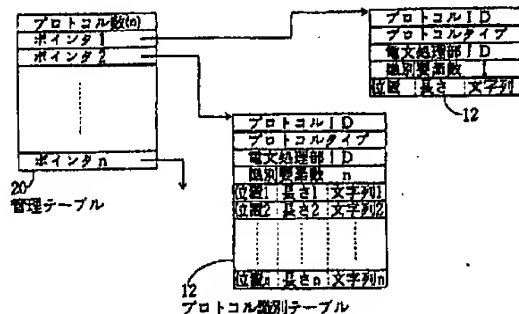 プロトコル数(n)
ポインタ1
ポインタ2
ポインタn
20
管理テーブル
プロトコルID
プロトコルタイプ
電文処理部ID
識別要素数 1
位置 長さ 文字列
12
プロトコルID
プロトコルタイプ
電文処理部ID
識別要素数 n
位置1 長さ1 文字列1
位置2 長さ2 文字列2
位置n 長さn 文字列n
12
プロトコル識別テーブル